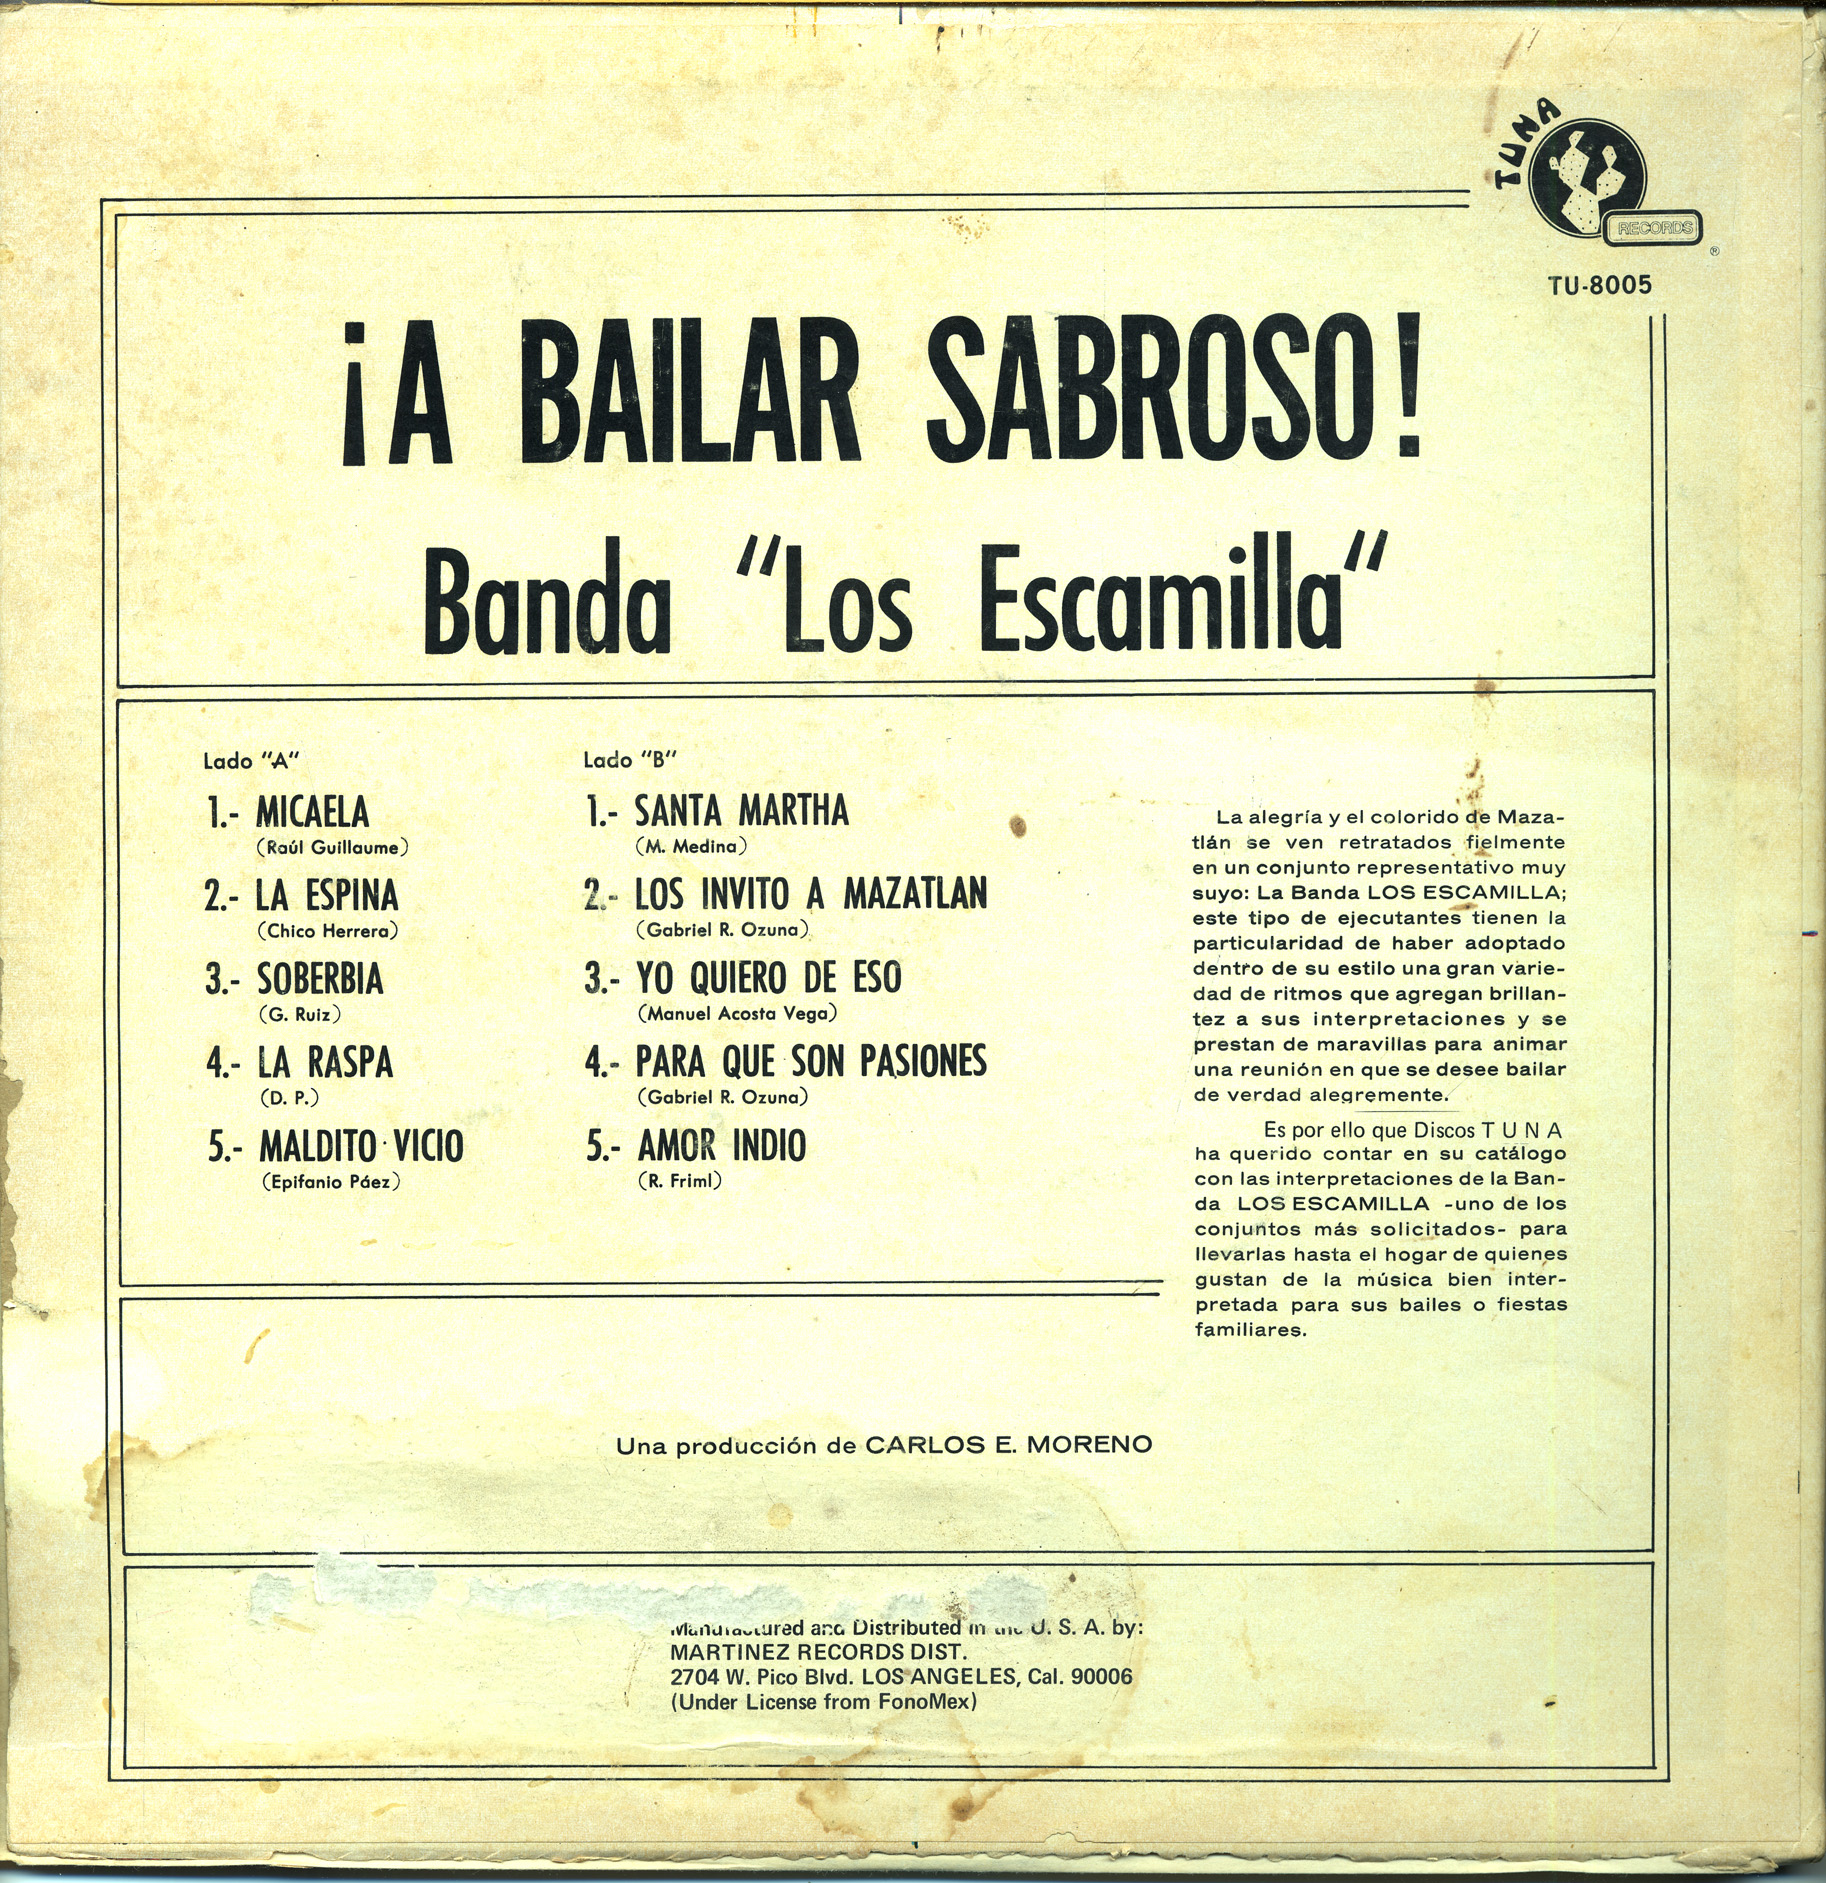 TUNA
RECORDS
®
TU-8005
¡A BAILAR SABROSO!
Banda "Los Escamilla"
Lado "A"
1.- MICAELA
(Raúl Guillaume)
2.- LA ESPINA
(Chico Herrera)
3.- SOBERBIA
(G. Ruiz)
4.- LA RASPA
(D. P.)
5.- MALDITO VICIO
(Epifanio Páez)
Lado "B"
1.- SANTA MARTHA
(M. Medina)
2.- LOS INVITO A MAZATLAN
(Gabriel R. Ozuna)
3.- YO QUIERO DE ESO
(Manuel Acosta Vega)
4.- PARA QUE SON PASIONES
(Gabriel R. Ozuna)
5.- AMOR INDIO
(R. Friml)
La alegría y el colorido de Maza-
tlán se ven retratados fielmente
en un conjunto representativo muy
suyo: La Banda LOS ESCAMILLA;
este tipo de ejecutantes tienen la
particularidad de haber adoptado
dentro de su estilo una gran varie-
dad de ritmos que agregan brillan-
tez a sus interpretaciones y se
prestan de maravillas para animar
una reunión en que se desee bailar
de verdad alegremente.
Es por ello que Discos T U N A
ha querido contar en su catálogo
con las interpretaciones de la Ban-
da LOS ESCAMILLA -uno de los
conjuntos más solicitados- para
llevarlas hasta el hogar de quienes
gustan de la música bien inter-
pretada para sus bailes o fiestas
familiares.
Una producción de CARLOS E. MORENO
Manufactured and Distributed in the U. S. A. by:
MARTINEZ RECORDS DIST.
2704 W. Pico Blvd. LOS ANGELES, Cal. 90006
(Under License from FonoMex)